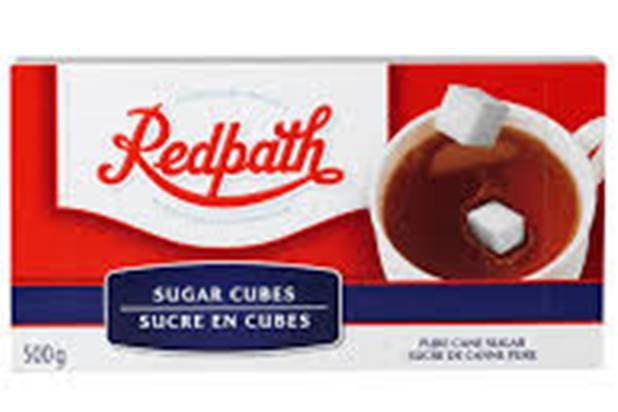 Redpath
SUGAR CUBES
SUCRE EN CUBES
500g
PURE CANE SUGAR
SUCRE DE CANNE PURE